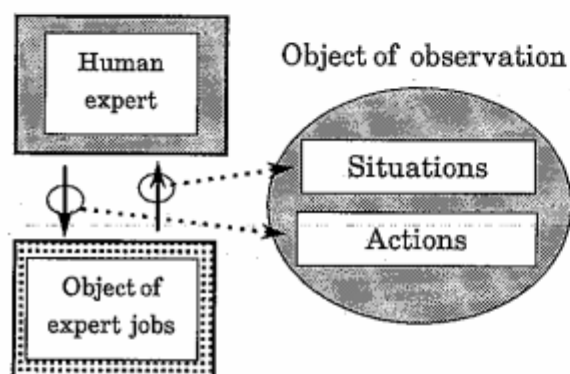 Human
expert
Object of observation
Situations
Actions
Object of
expert jobs